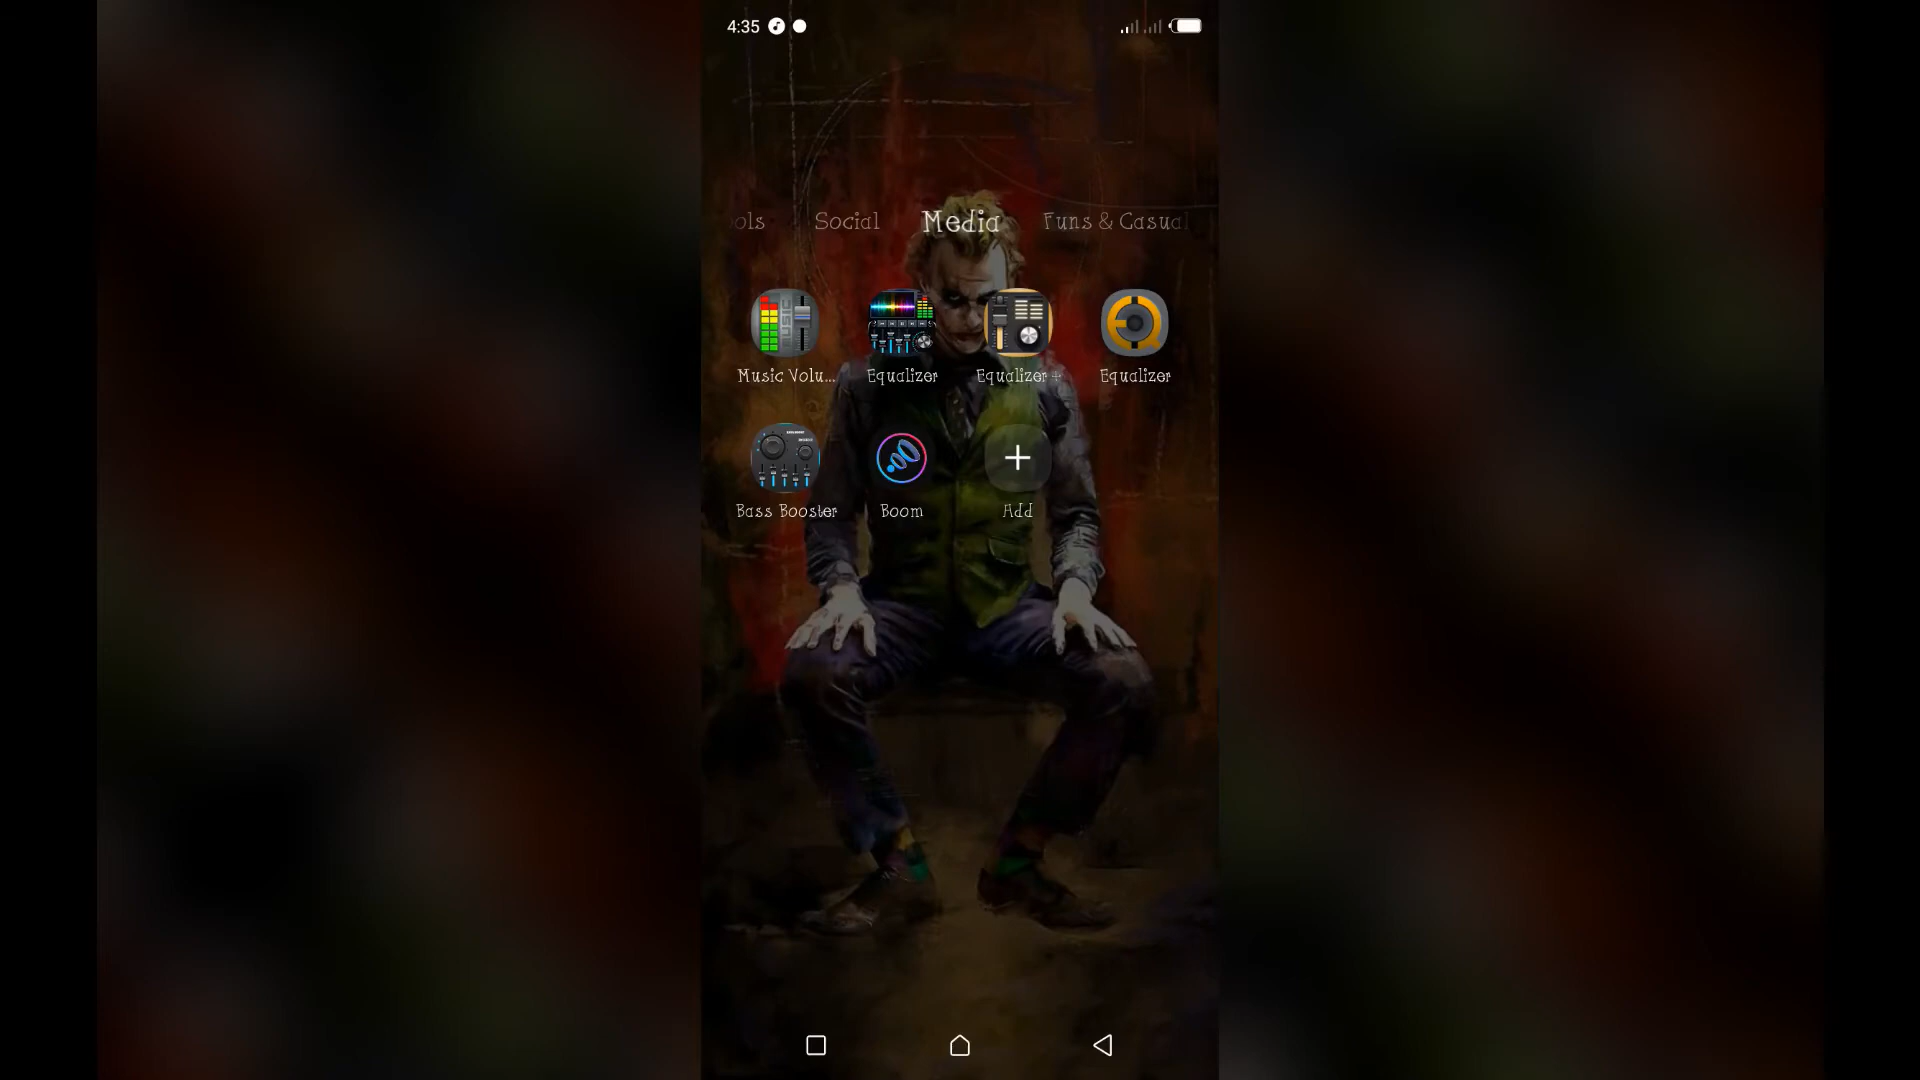 4:35
ols Social Media Funs & Casual
Music Volu... Equalizer Equalizer + Equalizer
Bass Booster Boom Add